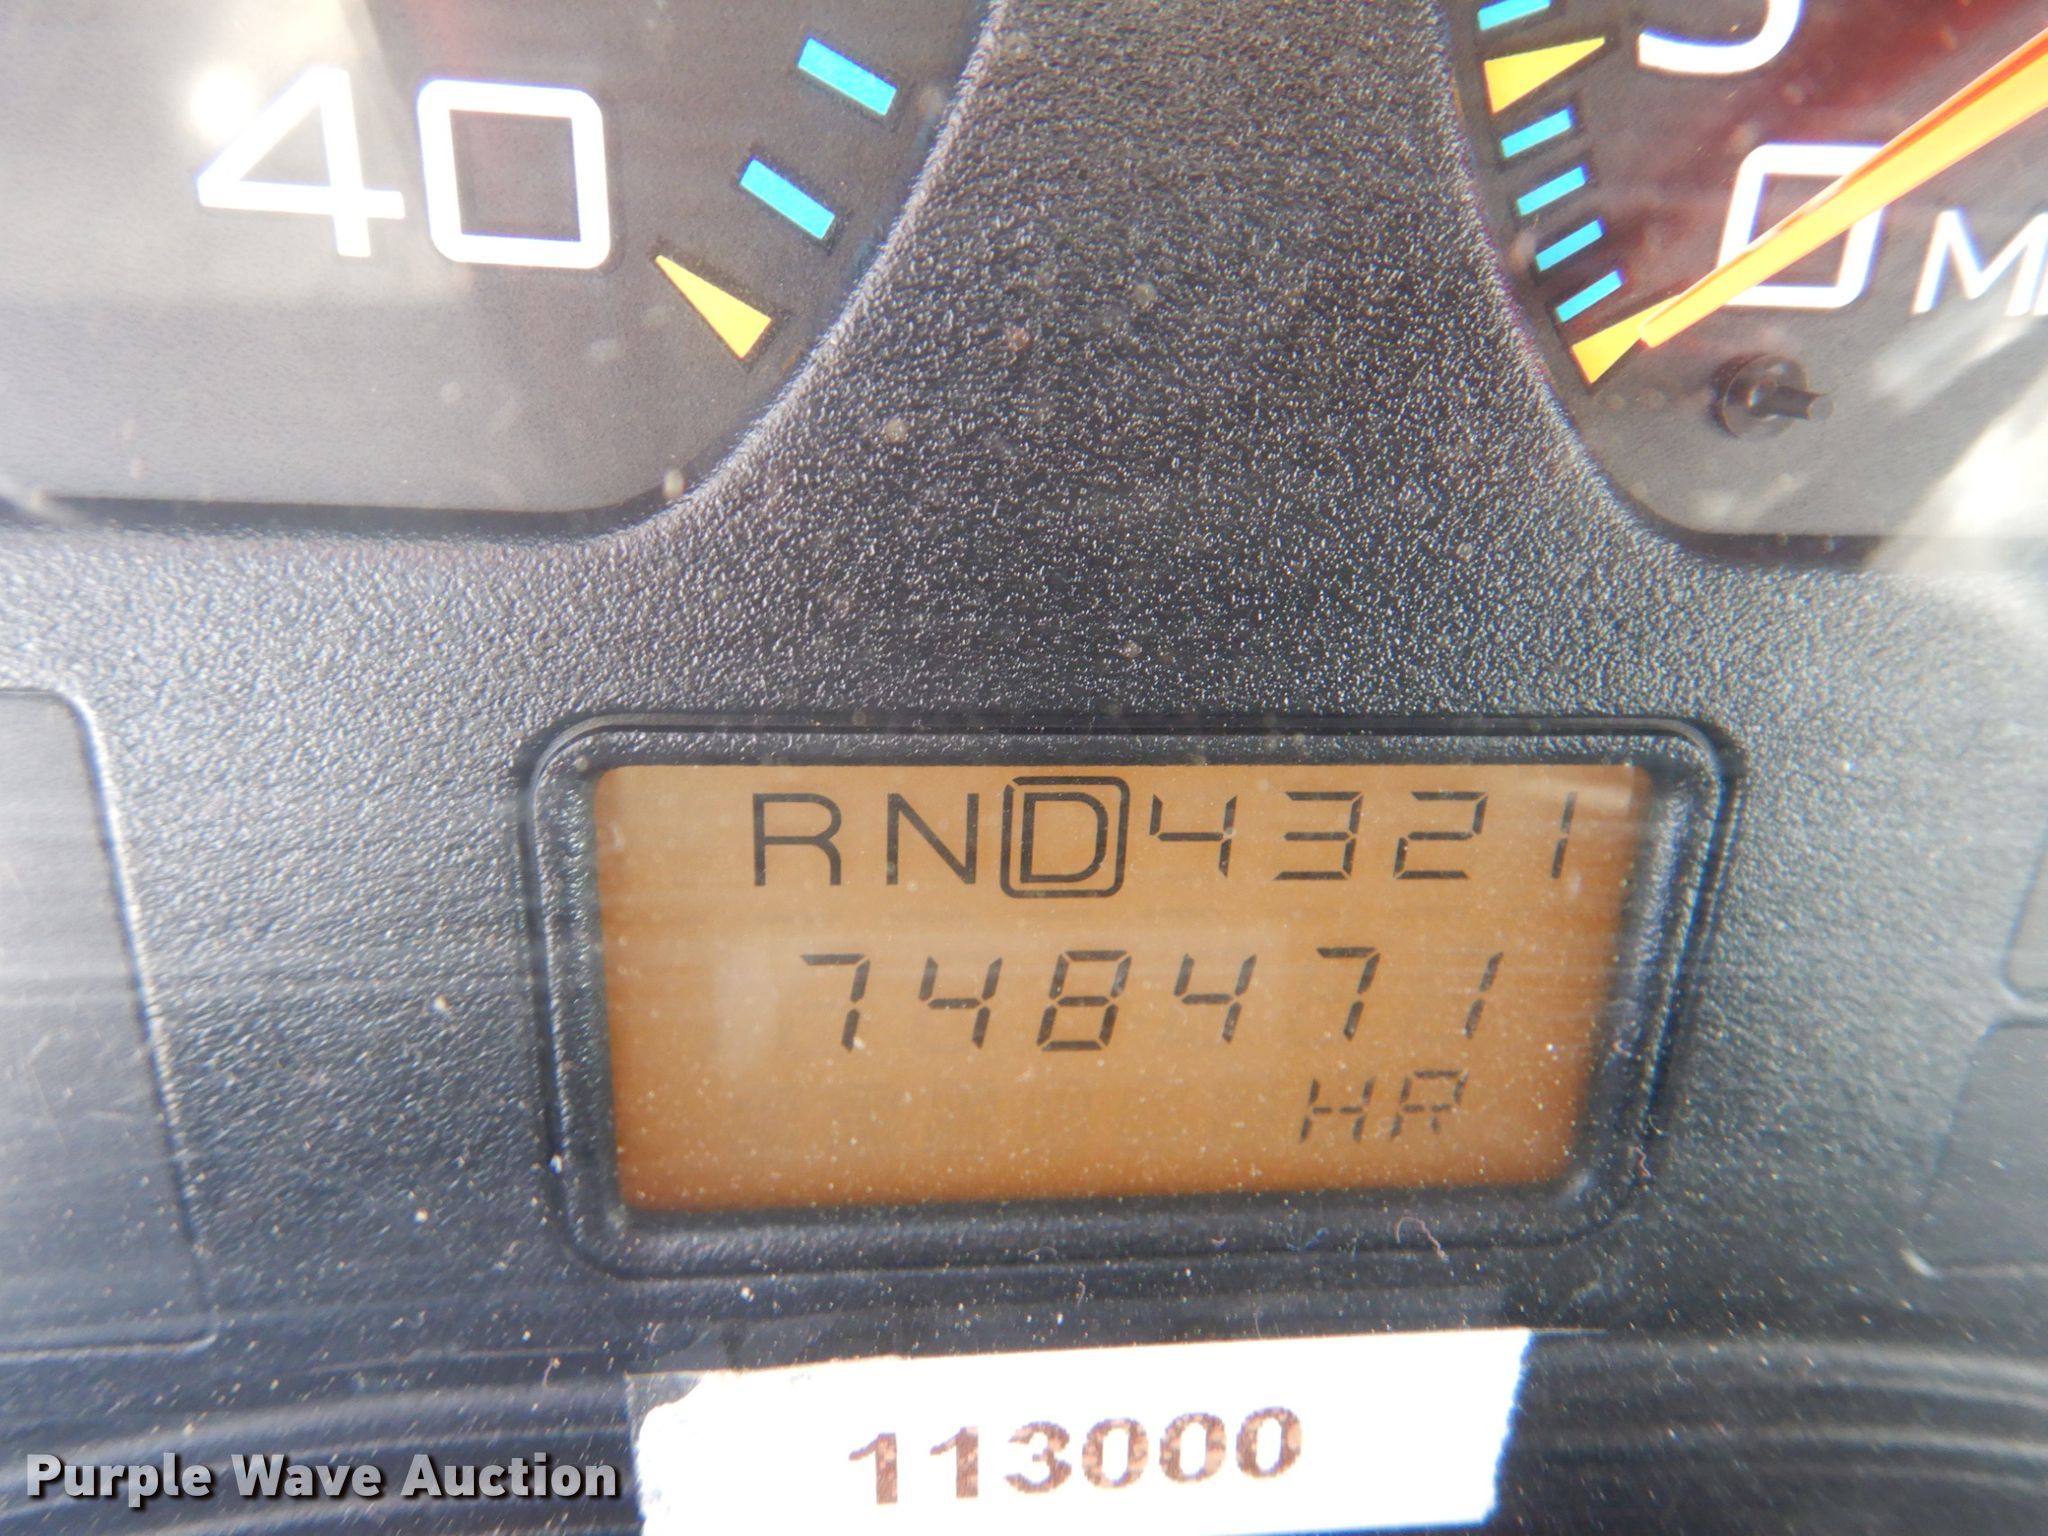 40
0 M
RND4321
748471
HR
113000
Purple Wave Auction